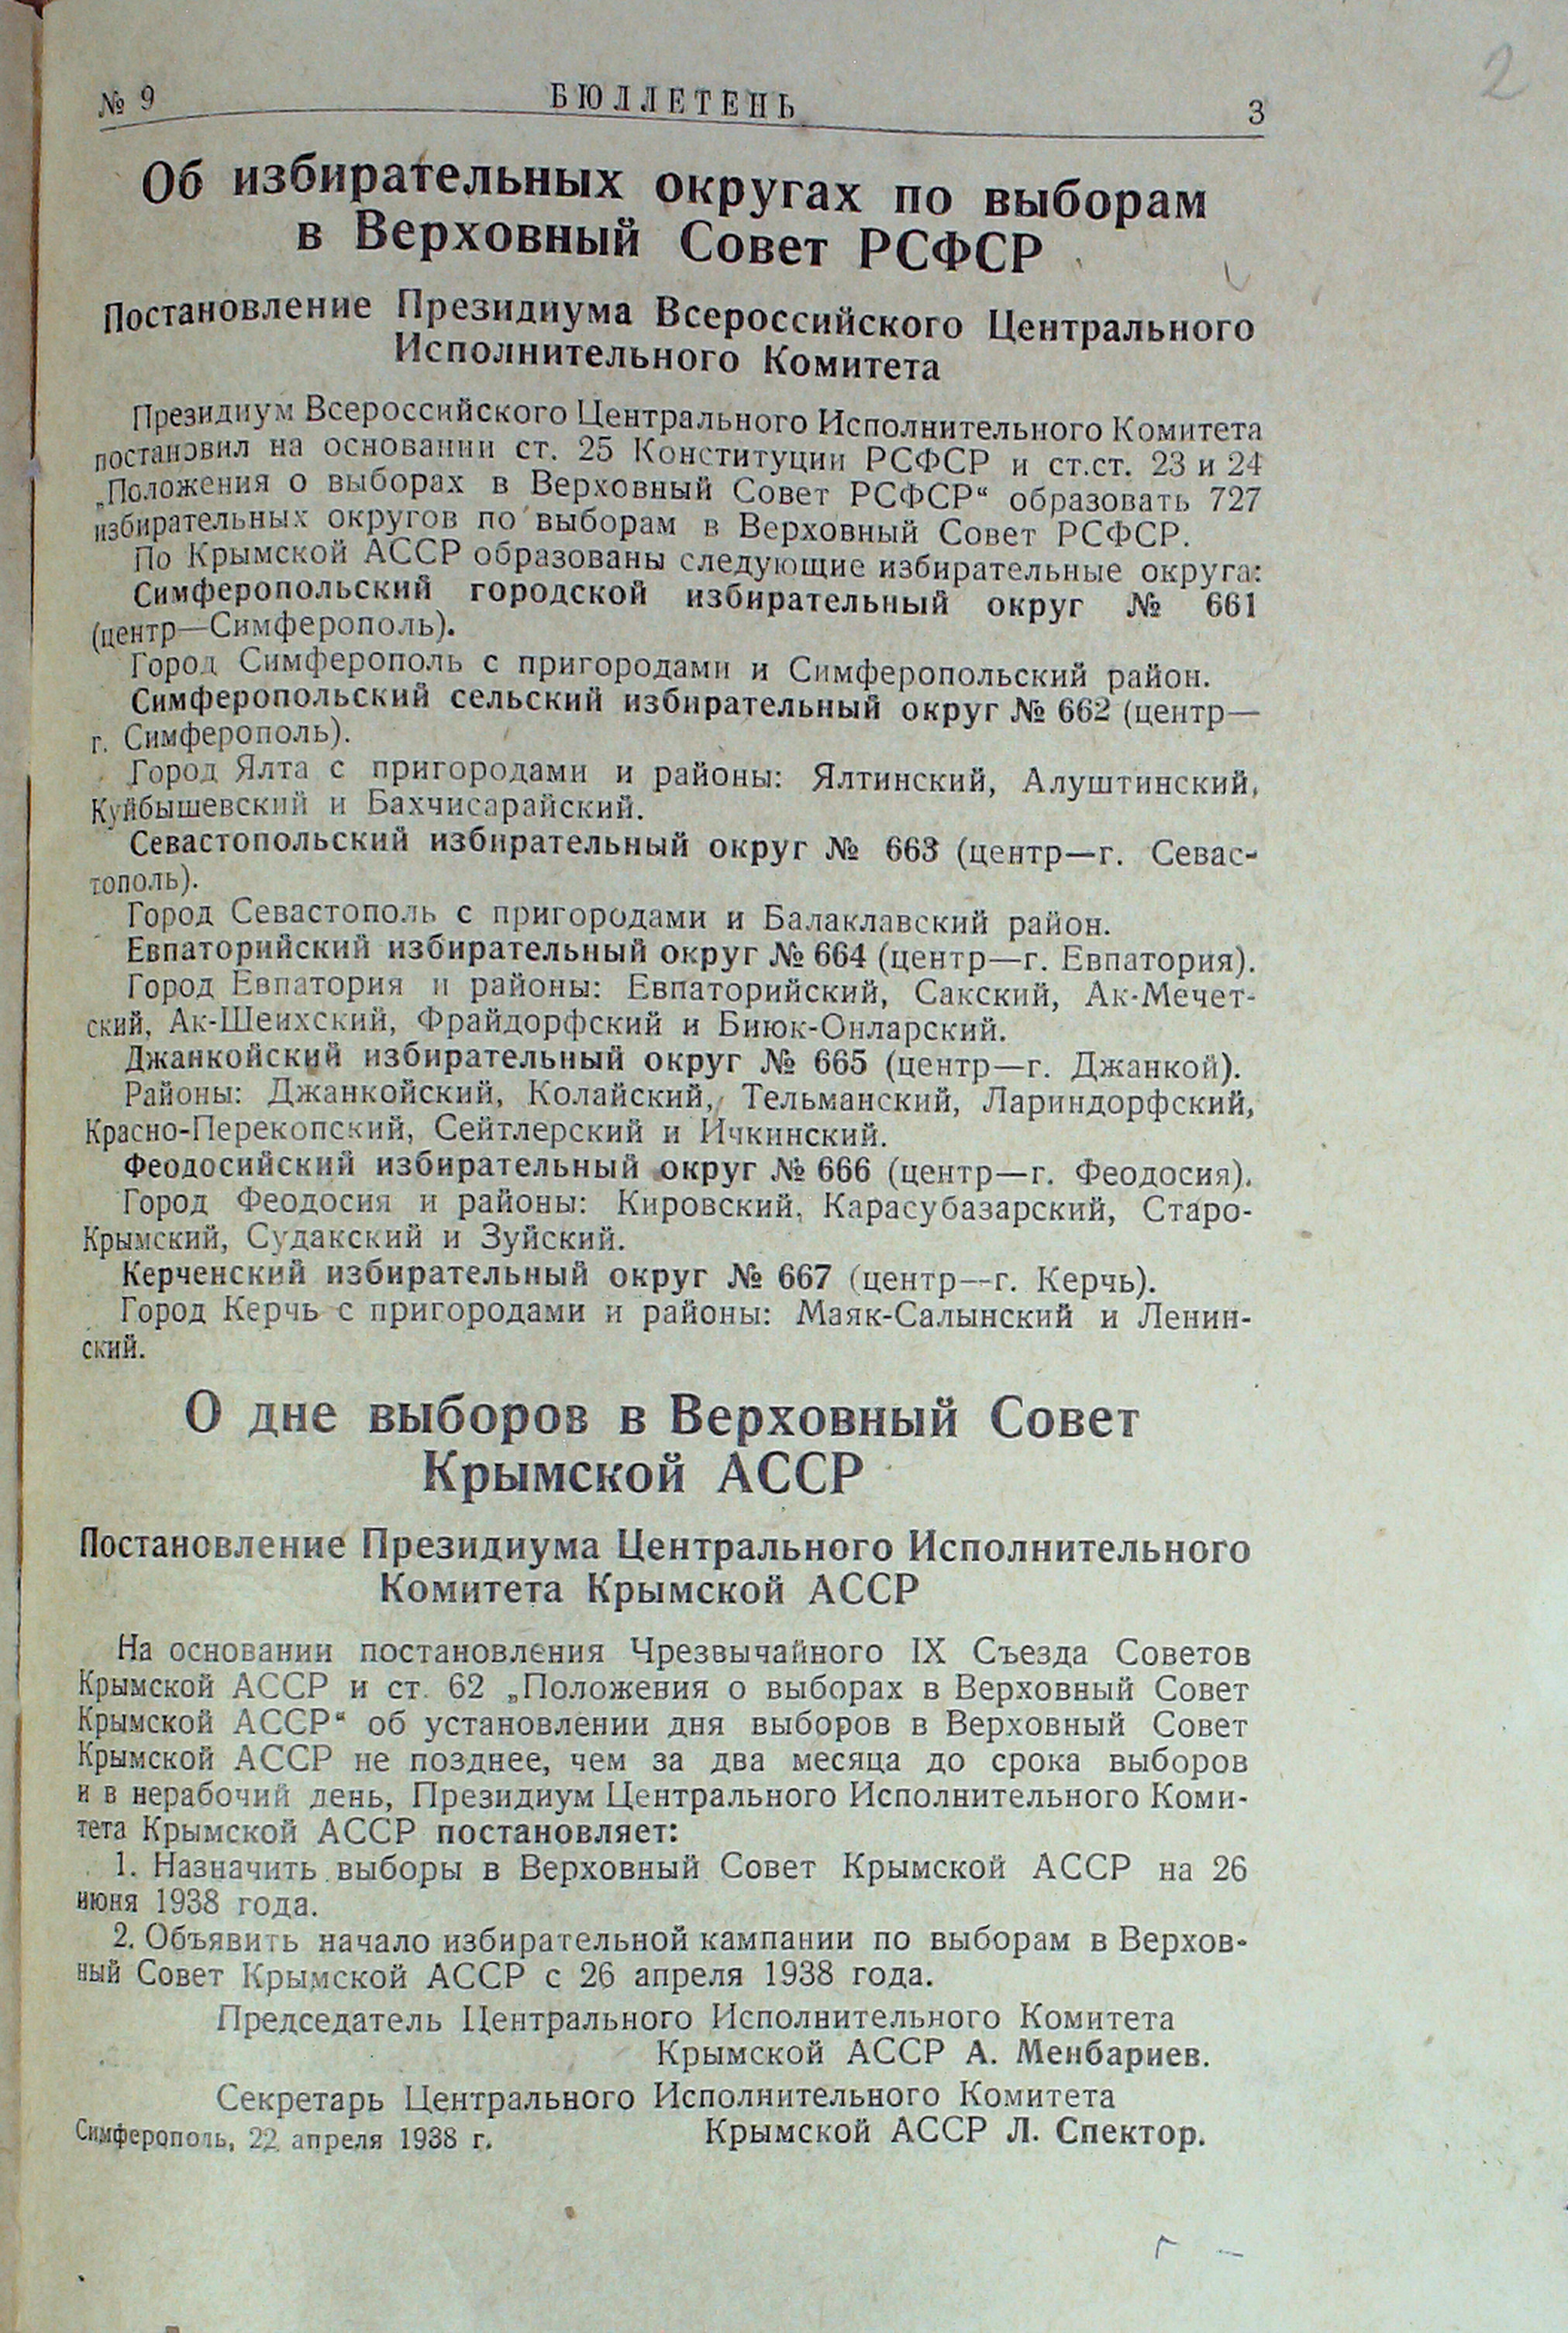 2
№ 9 БЮЛЛЕТЕНЬ 3
Об избирательных округах по выборам
в Верховный Совет РСФСР
Постановление Президиума Всероссийского Центрального
Исполнительного Комитета
Президиум Всероссийского Центрального Исполнительного Комитета
постановил на основании ст. 25 Конституции РСФСР и ст.ст. 23 и 24
„Положения о выборах в Верховный Совет РСФСР“ образовать 727
избирательных округов по выборам в Верховный Совет РСФСР.
По Крымской АССР образованы следующие избирательные округа:
Симферопольский городской избирательный округ № 661
(центр—Симферополь).
Город Симферополь с пригородами и Симферопольский район.
Симферопольский сельский избирательный округ № 662 (центр—
г. Симферополь).
Город Ялта с пригородами и районы: Ялтинский, Алуштинский,
Куйбышевский и Бахчисарайский.
Севастопольский избирательный округ № 663 (центр—г. Севас-
тополь).
Город Севастополь с пригородами и Балаклавский район.
Евпаторийский избирательный округ № 664 (центр—г. Евпатория).
Город Евпатория и районы: Евпаторийский, Сакский, Ак-Мечет-
ский, Ак-Шеихский, Фрайдорфский и Биюк-Онларский.
Джанкойский избирательный округ № 665 (центр—г. Джанкой).
Районы: Джанкойский, Колайский, Тельманский, Лариндорфский,
Красно-Перекопский, Сейтлерский и Ичкинский.
Феодосийский избирательный округ № 666 (центр—г. Феодосия).
Город Феодосия и районы: Кировский, Карасубазарский, Старо-
Крымский, Судакский и Зуйский.
Керченский избирательный округ № 667 (центр—г. Керчь).
Город Керчь с пригородами и районы: Маяк-Салынский и Ленин-
ский.
О дне выборов в Верховный Совет
Крымской АССР
Постановление Президиума Центрального Исполнительного
Комитета Крымской АССР
На основании постановления Чрезвычайного IX Съезда Советов
Крымской АССР и ст. 62 „Положения о выборах в Верховный Совет
Крымской АССР“ об установлении дня выборов в Верховный Совет
Крымской АССР не позднее, чем за два месяца до срока выборов
и в нерабочий день, Президиум Центрального Исполнительного Коми-
тета Крымской АССР постановляет:
1. Назначить выборы в Верховный Совет Крымской АССР на 26
июня 1938 года.
2. Объявить начало избирательной кампании по выборам в Верхов-
ный Совет Крымской АССР с 26 апреля 1938 года.
Председатель Центрального Исполнительного Комитета
Крымской АССР А. Менбариев.
Секретарь Центрального Исполнительного Комитета
Крымской АССР Л. Спектор.
Симферополь, 22 апреля 1938 г.